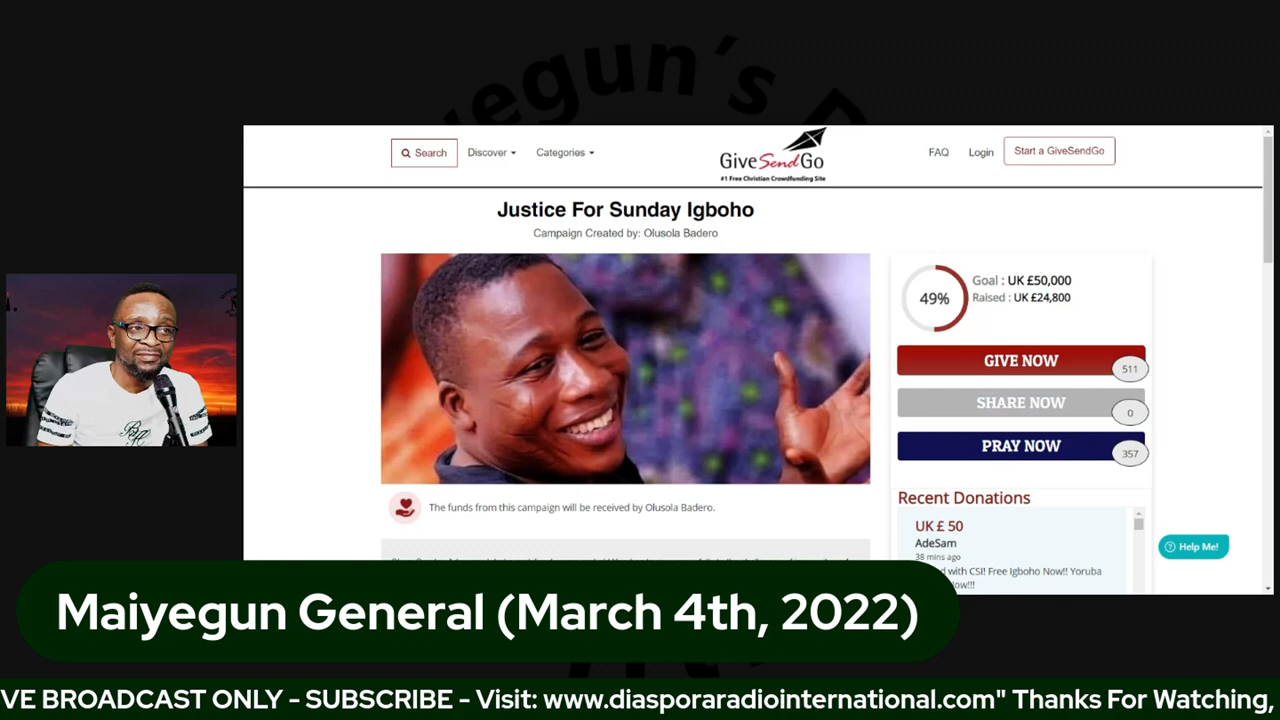 yegun's D
Search
Discover
Categories
GiveSendGo
#1 Free Christian Crowdfunding Site
FAQ
Login
Start a GiveSendGo
Justice For Sunday Igboho
Campaign Created by: Olusola Badero
49%
Goal : UK £50,000
Raised : UK £24,800
GIVE NOW
511
SHARE NOW
0
PRAY NOW
357
The funds from this campaign will be received by Olusola Badero.
Recent Donations
UK £ 50
AdeSam
38 mins ago
d with CSI! Free Igboho Now!! Yoruba
Now!!!
Help Me!
Maiyegun General (March 4th, 2022)
VE BROADCAST ONLY - SUBSCRIBE - Visit: www.diasporaradiointernational.com" Thanks For Watching,